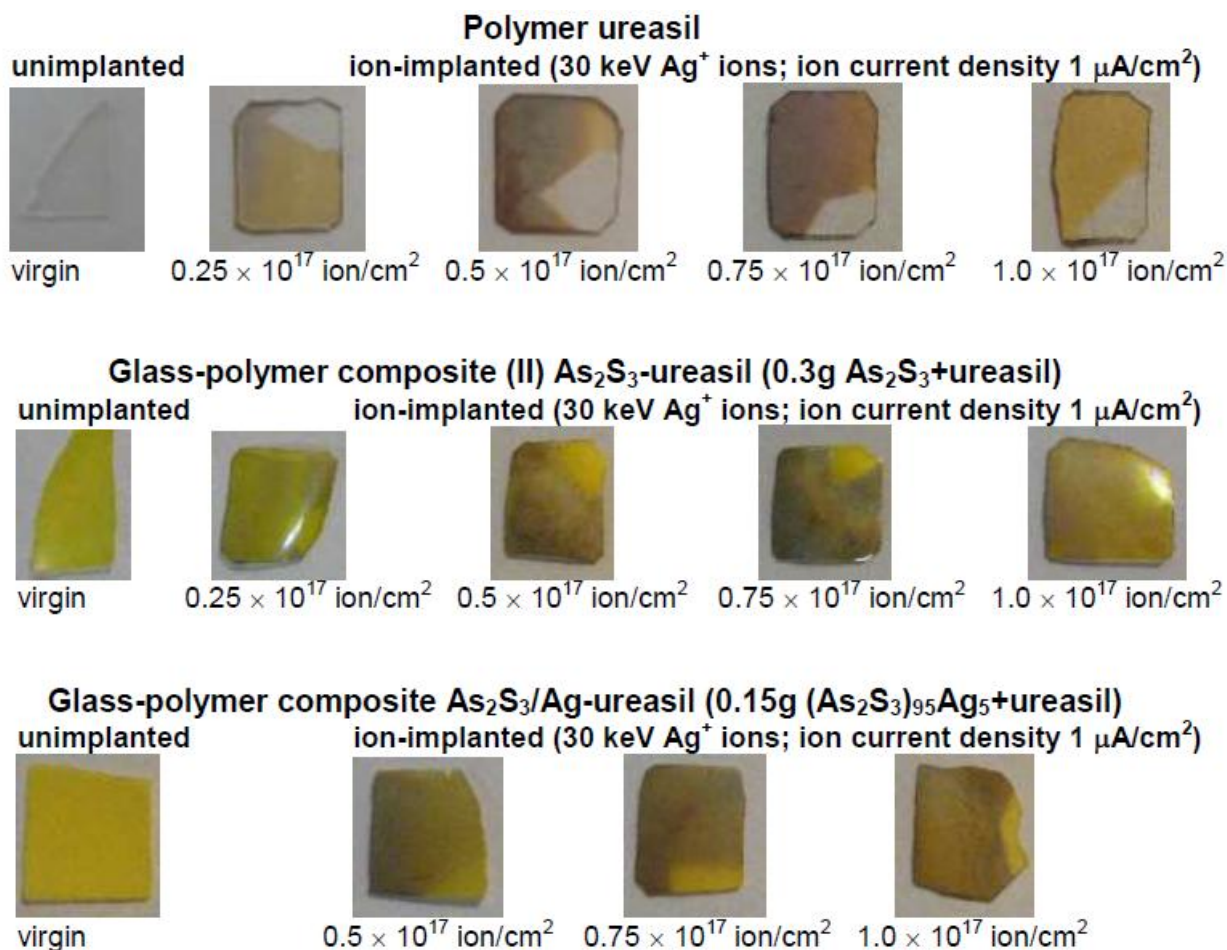 Polymer ureasil
unimplanted ion-implanted (30 keV Ag⁺ ions; ion current density 1 μA/cm²)
virgin 0.25 × 10¹⁷ ion/cm² 0.5 × 10¹⁷ ion/cm² 0.75 × 10¹⁷ ion/cm² 1.0 × 10¹⁷ ion/cm²
Glass-polymer composite (II) As₂S₃-ureasil (0.3g As₂S₃+ureasil)
unimplanted ion-implanted (30 keV Ag⁺ ions; ion current density 1 μA/cm²)
virgin 0.25 × 10¹⁷ ion/cm² 0.5 × 10¹⁷ ion/cm² 0.75 × 10¹⁷ ion/cm² 1.0 × 10¹⁷ ion/cm²
Glass-polymer composite As₂S₃/Ag-ureasil (0.15g (As₂S₃)₉₅Ag₅+ureasil)
unimplanted ion-implanted (30 keV Ag⁺ ions; ion current density 1 μA/cm²)
virgin 0.5 × 10¹⁷ ion/cm² 0.75 × 10¹⁷ ion/cm² 1.0 × 10¹⁷ ion/cm²